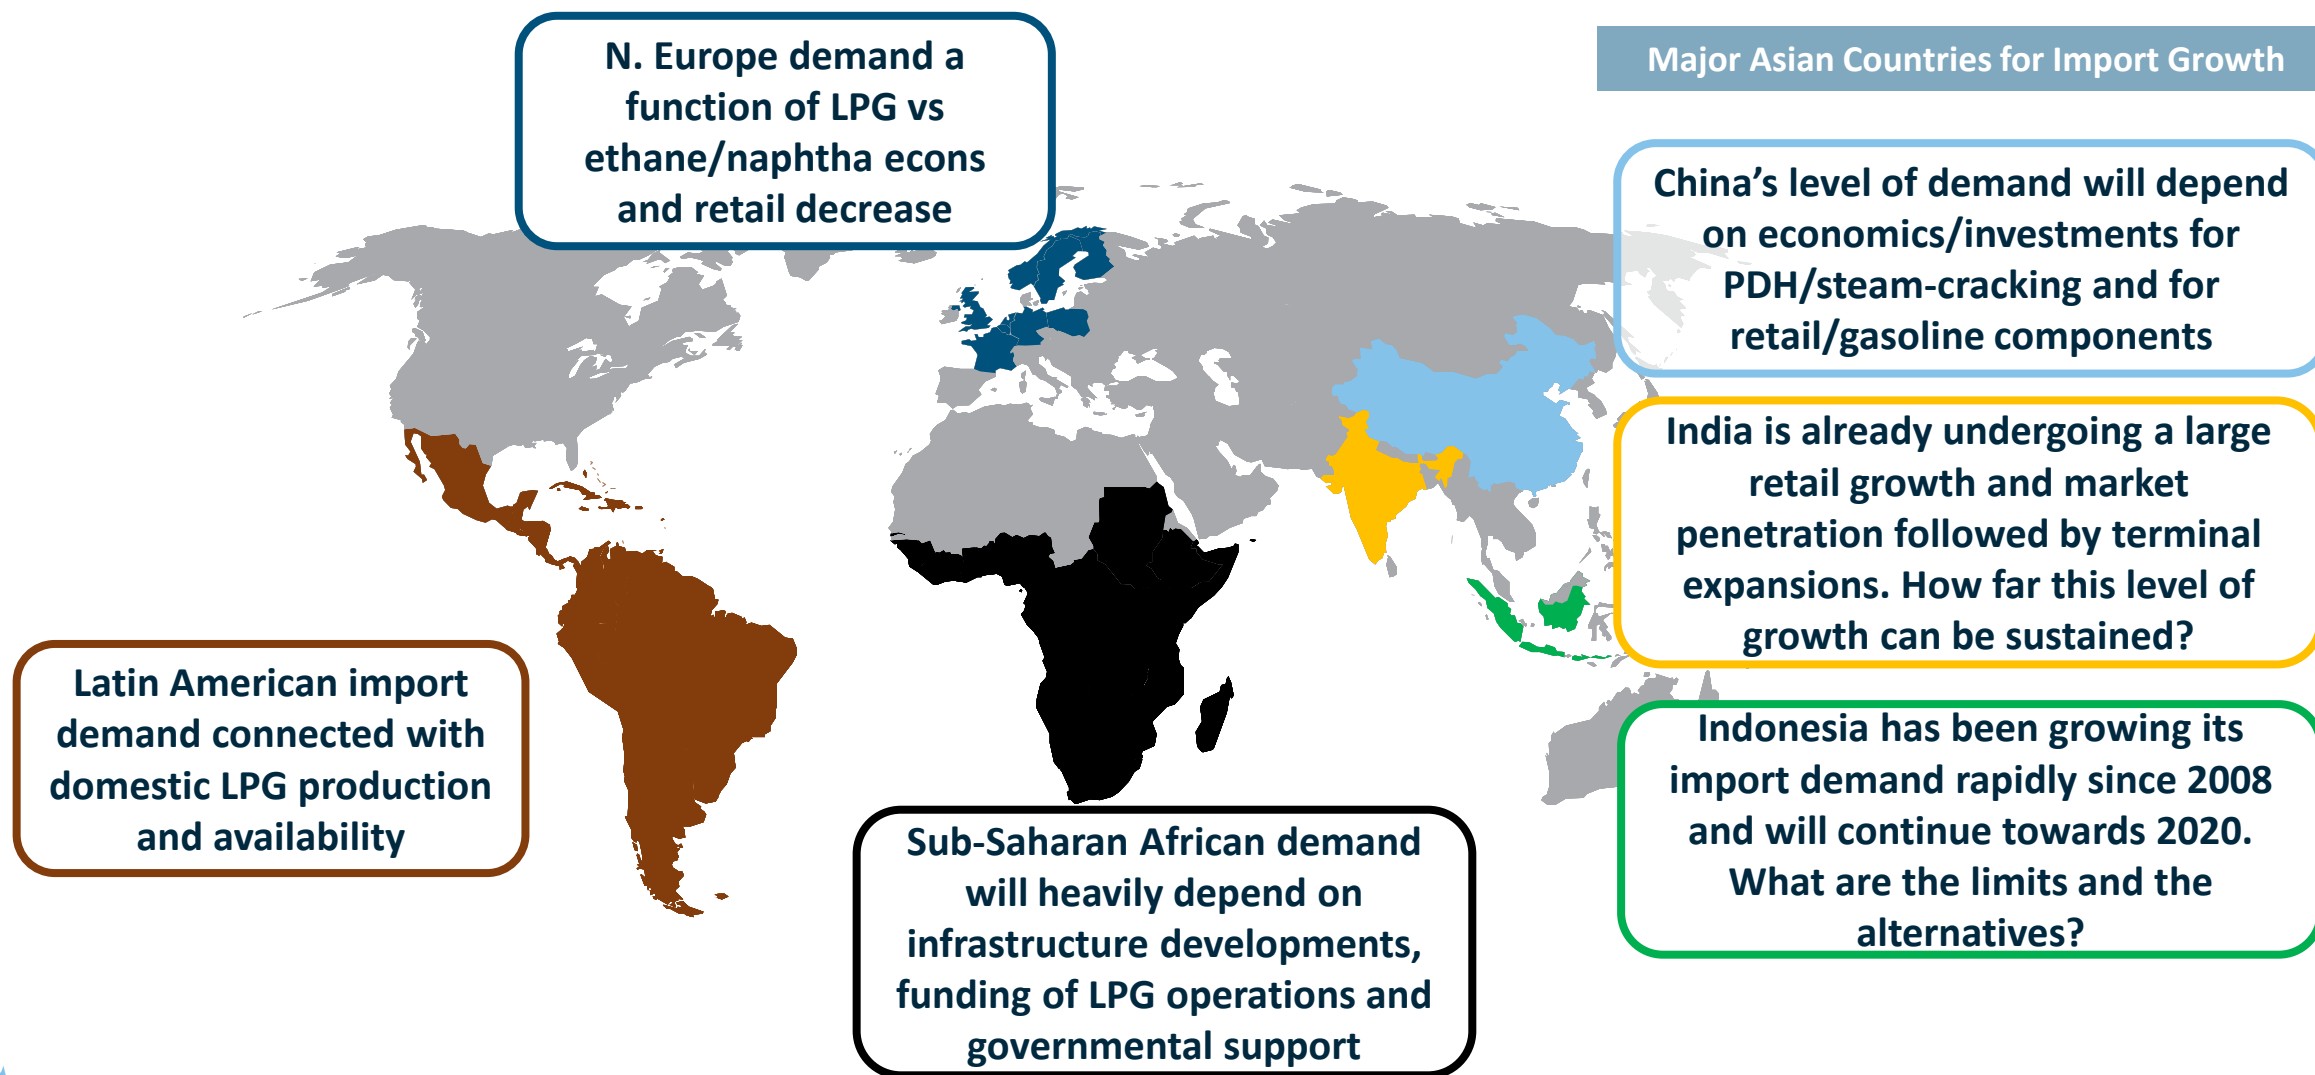 N. Europe demand a
function of LPG vs
ethane/naphtha econs
and retail decrease
Major Asian Countries for Import Growth
China’s level of demand will depend
on economics/investments for
PDH/steam-cracking and for
retail/gasoline components
India is already undergoing a large
retail growth and market
penetration followed by terminal
expansions. How far this level of
growth can be sustained?
Latin American import
demand connected with
domestic LPG production
and availability
Indonesia has been growing its
import demand rapidly since 2008
and will continue towards 2020.
What are the limits and the
alternatives?
Sub-Saharan African demand
will heavily depend on
infrastructure developments,
funding of LPG operations and
governmental support